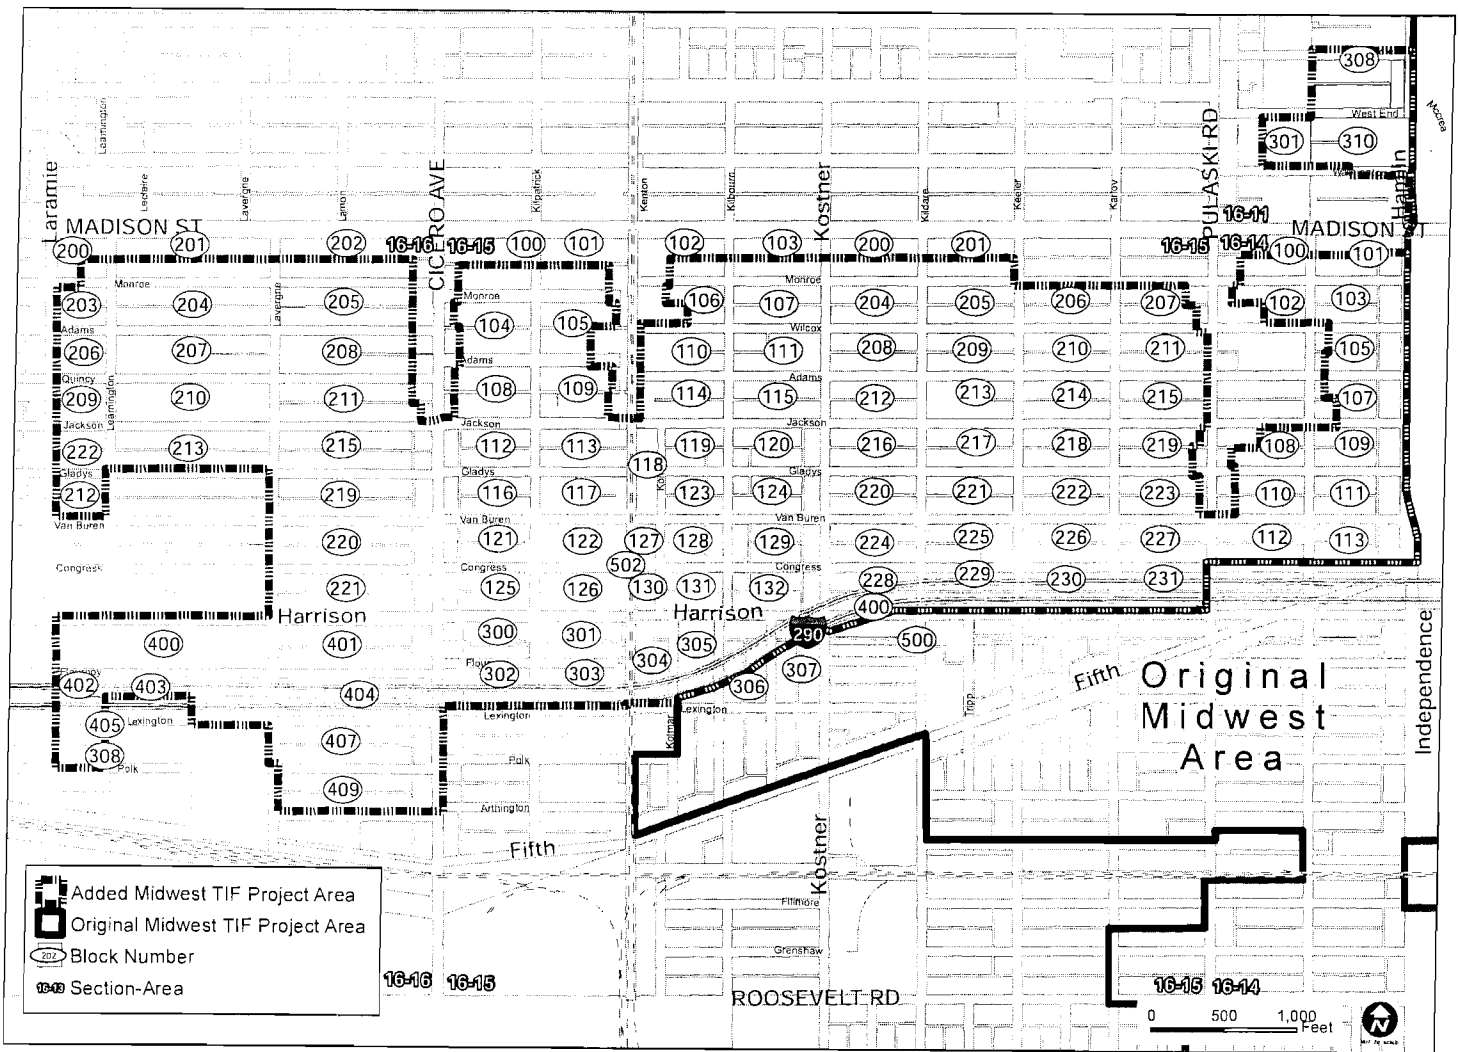 308
West End
Leamington
301
310
Laramie
CICERO AVE
Kostner
PULASKI RD
Hamlin
Leclaire
Lavergne
Lamon
Kilpatrick
Kenton
Kilbourn
Kildare
Keeler
Karlov
16-11
MADISON ST
MADISON ST
200
201
202
16-16
16-15
100
101
102
103
200
201
16-15
16-14
100
101
Monroe
Lavergne
Monroe
Monroe
203
204
205
106
107
204
205
206
207
102
103
Adams
104
105
Wilcox
206
207
208
Adams
110
111
208
209
210
211
105
Quincy
Leamington
108
109
Adams
209
210
211
114
115
212
213
214
215
107
Jackson
Jackson
Jackson
222
213
215
112
113
119
120
216
217
218
219
108
109
Gladys
Gladys
118
Gladys
212
219
116
117
123
124
220
221
222
223
110
111
Van Buren
Van Buren
Van Buren
220
121
122
127
128
129
224
225
226
227
112
113
Congress
Congress
502
Congress
221
125
126
130
131
132
228
229
230
231
Harrison
Harrison
400
400
401
300
301
305
290
500
Independence
304
302
303
306
307
Fifth
Original
Midwest
Area
402
403
404
Lexington
405
Lexington
Lexington
Kolmar
Tripp
407
308
Polk
Polk
409
Arthington
Fifth
Kostner
Added Midwest TIF Project Area
Original Midwest TIF Project Area
Fillmore
202 Block Number
Grenshaw
Section-Area
16-16
16-15
ROOSEVELT RD
16-15
16-14
0 500 1,000
Feet
N